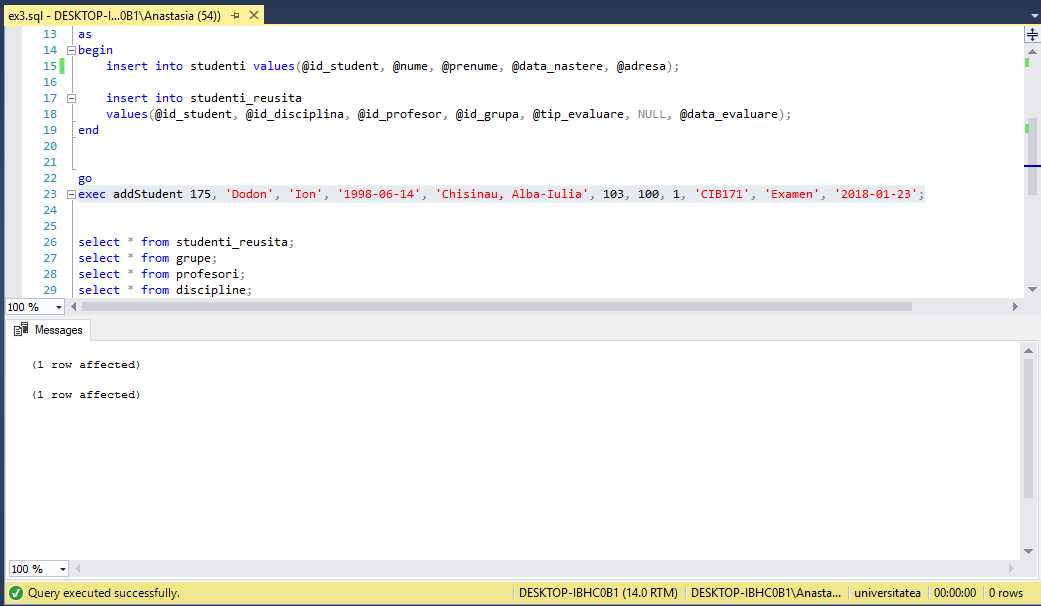 ex3.sql - DESKTOP-I...0B1\Anastasia (54))
13 as
14 begin
15 insert into studenti values(@id_student, @nume, @prenume, @data_nastere, @adresa);
16
17 insert into studenti_reusita
18 values(@id_student, @id_disciplina, @id_profesor, @id_grupa, @tip_evaluare, NULL, @data_evaluare);
19 end
20
21
22 go
23 exec addStudent 175, 'Dodon', 'Ion', '1998-06-14', 'Chisinau, Alba-Iulia', 103, 100, 1, 'CIB171', 'Examen', '2018-01-23';
24
25
26 select * from studenti_reusita;
27 select * from grupe;
28 select * from profesori;
29 select * from discipline;
100 %
Messages
(1 row affected)
(1 row affected)
100 %
Query executed successfully. DESKTOP-IBHC0B1 (14.0 RTM) DESKTOP-IBHC0B1\Anasta... universitatea 00:00:00 0 rows